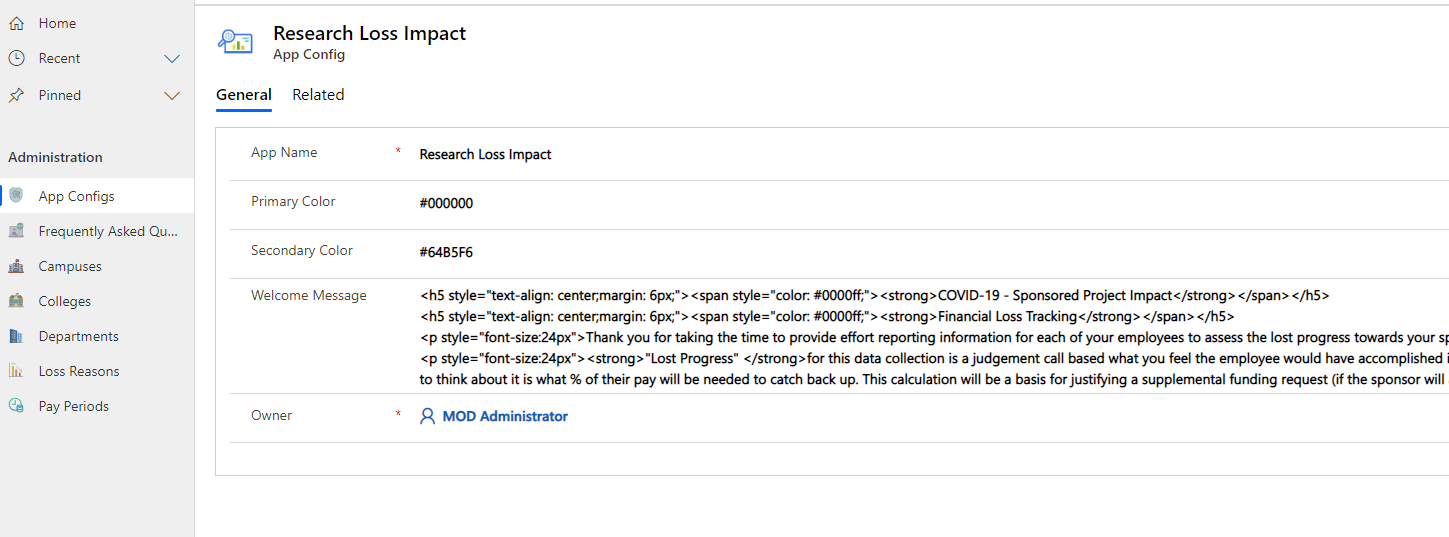 Home
Recent
Pinned
Administration
App Configs
Frequently Asked Qu...
Campuses
Colleges
Departments
Loss Reasons
Pay Periods
Research Loss Impact
App Config
General Related
App Name * Research Loss Impact
Primary Color #000000
Secondary Color #64B5F6
Welcome Message <h5 style="text-align: center;margin: 6px;"><span style="color: #0000ff;"><strong>COVID-19 - Sponsored Project Impact</strong></span></h5>
<h5 style="text-align: center;margin: 6px;"><span style="color: #0000ff;"><strong>Financial Loss Tracking</strong></span></h5>
<p style="font-size:24px">Thank you for taking the time to provide effort reporting information for each of your employees to assess the lost progress towards your sp
<p style="font-size:24px"><strong>"Lost Progress" </strong>for this data collection is a judgement call based what you feel the employee would have accomplished i
to think about it is what % of their pay will be needed to catch back up. This calculation will be a basis for justifying a supplemental funding request (if the sponsor will
Owner * MOD Administrator